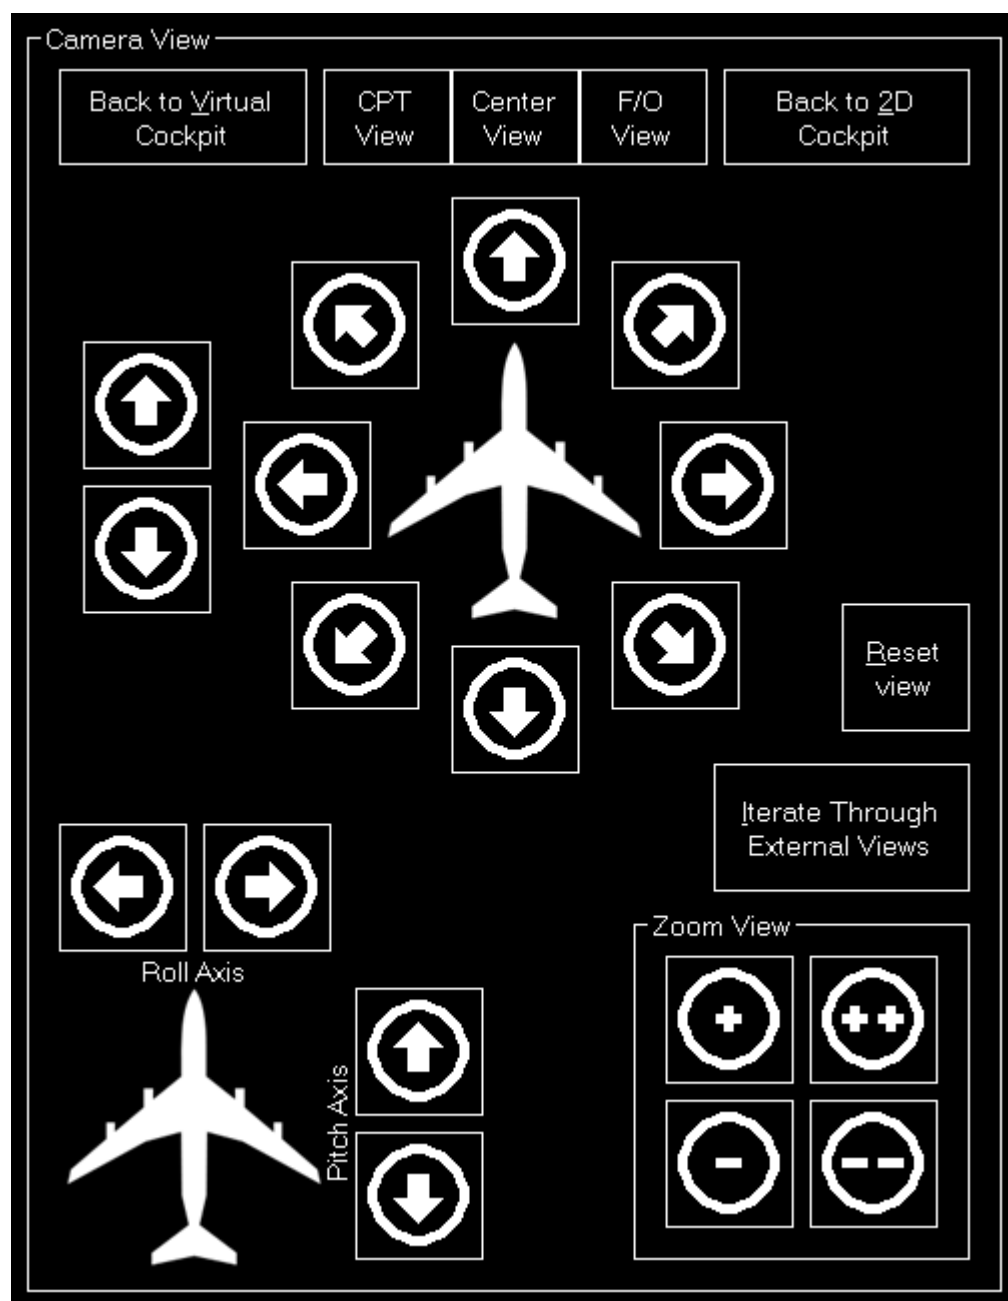 Camera View
Back to Virtual
Cockpit
CPT
View
Center
View
F/O
View
Back to 2D
Cockpit
Reset
view
Iterate Through
External Views
Roll Axis
Pitch Axis
Zoom View
+
++
-
--